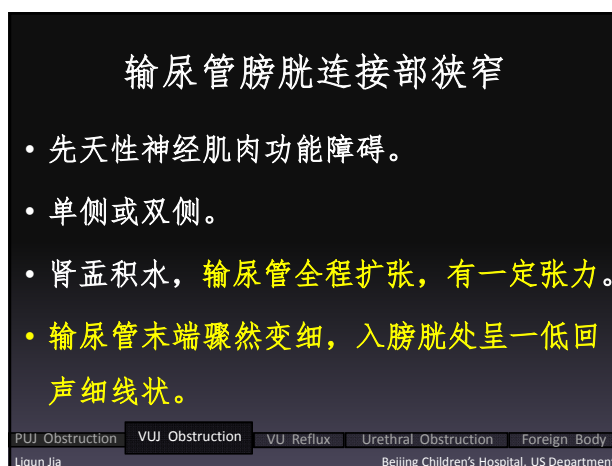 输尿管膀胱连接部狭窄
• 先天性神经肉功能障碍。
• 单侧或双侧。
• 肾盂积水，输尿管全程扩张，有一定张力。
• 输尿管末端骤然变细，入膀胱处呈一低回
声细线状。
PUJ Obstruction VUJ Obstruction VU Reflux Urethral Obstruction Foreign Body
Liqun Jia Beijing Children's Hospital, US Department